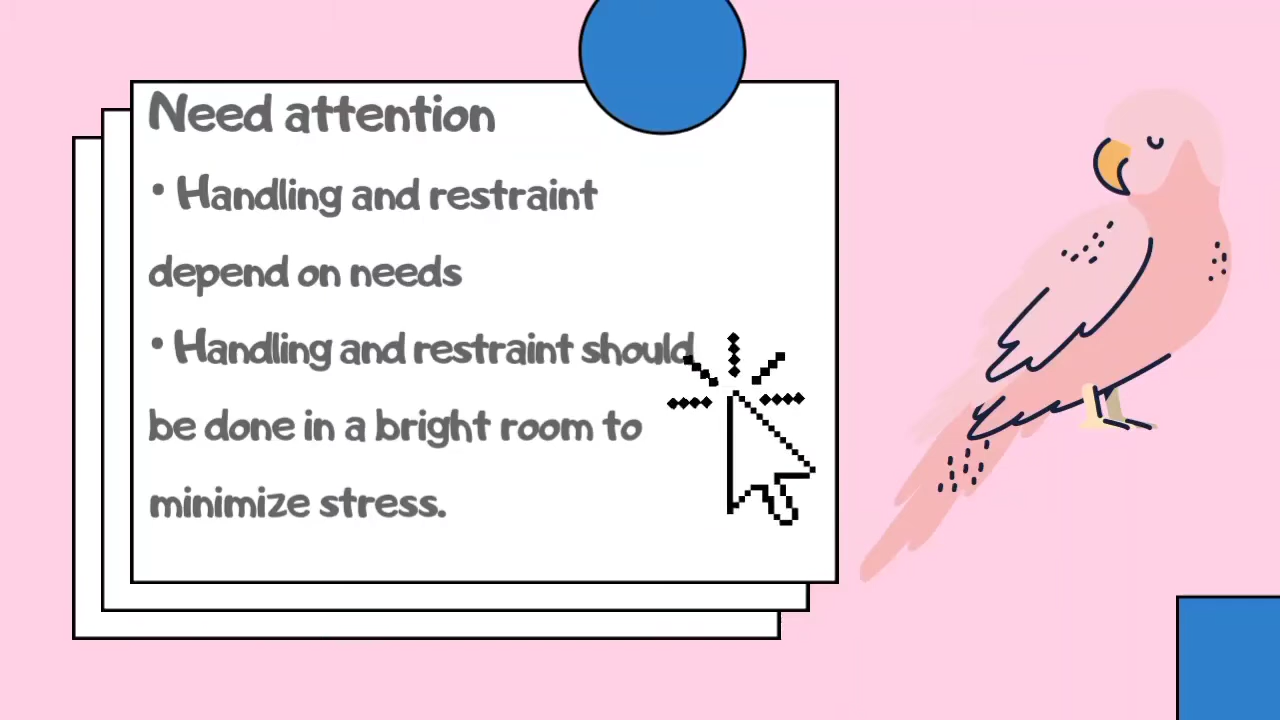 Need attention
• Handling and restraint
depend on needs
• Handling and restraint should
be done in a bright room to
minimize stress.